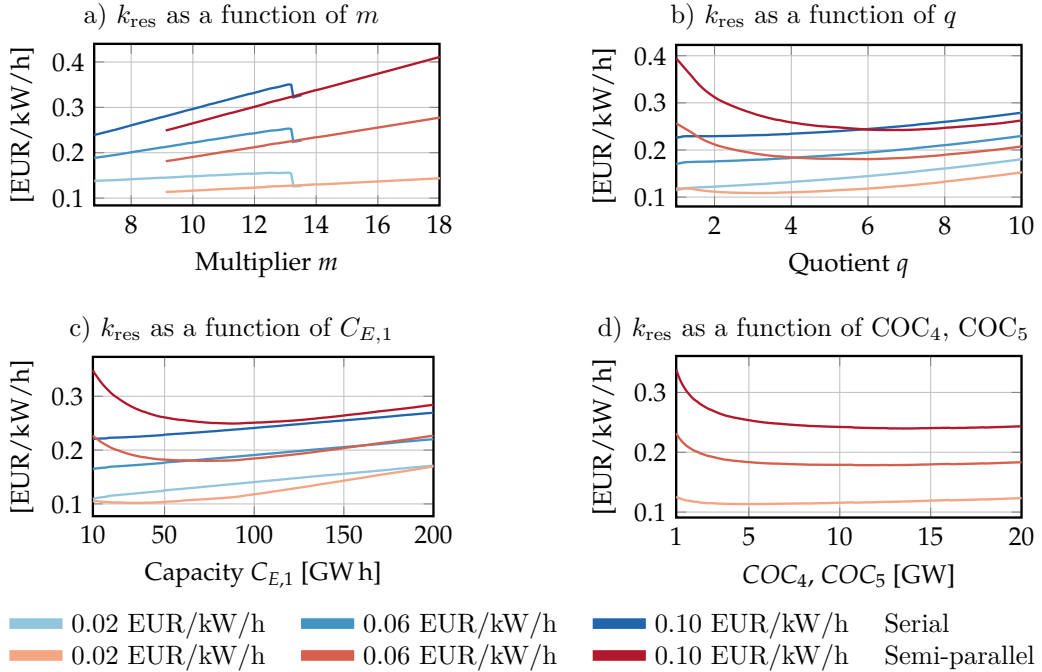 a) k_res as a function of m
[EUR/kW/h]
0.4
0.3
0.2
0.1
8 10 12 14 16 18
Multiplier m
b) k_res as a function of q
[EUR/kW/h]
0.4
0.3
0.2
0.1
2 4 6 8 10
Quotient q
c) k_res as a function of C_E,1
[EUR/kW/h]
0.3
0.2
0.1
10 50 100 150 200
Capacity C_E,1 [GW h]
d) k_res as a function of COC_4, COC_5
[EUR/kW/h]
0.3
0.2
0.1
1 5 10 15 20
COC_4, COC_5 [GW]
0.02 EUR/kW/h 0.06 EUR/kW/h 0.10 EUR/kW/h Serial
0.02 EUR/kW/h 0.06 EUR/kW/h 0.10 EUR/kW/h Semi-parallel